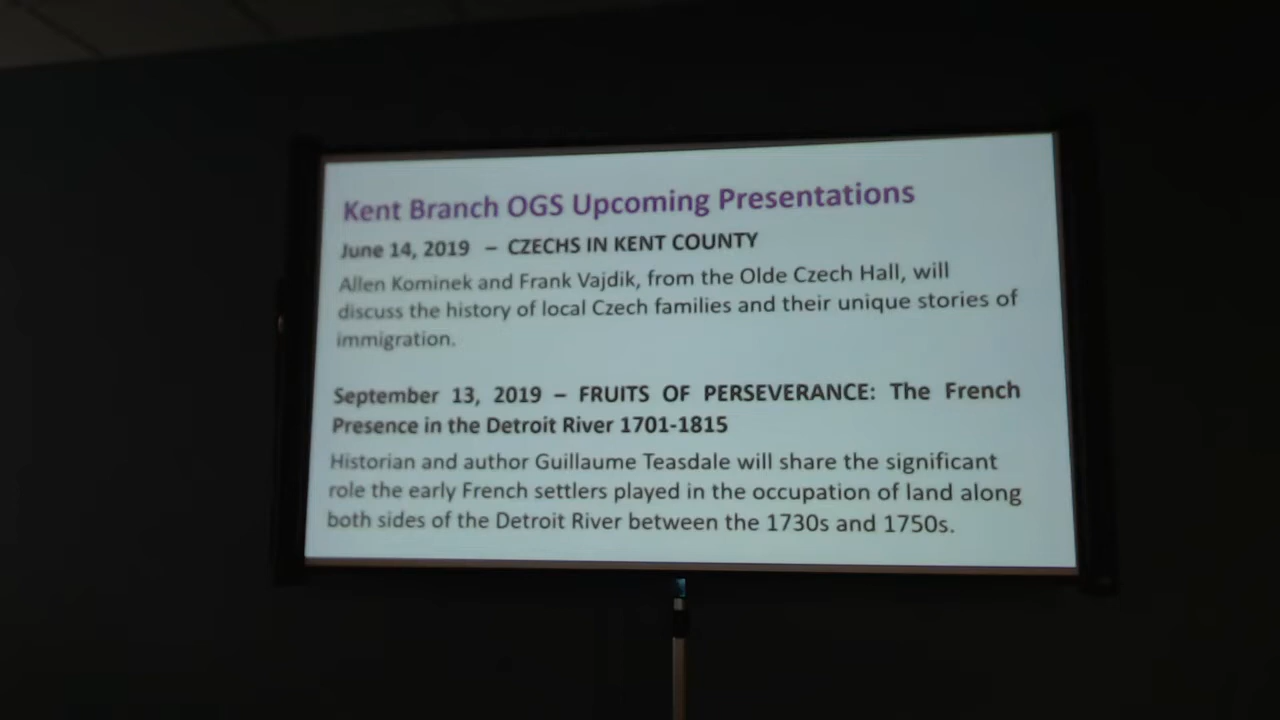 Kent Branch OGS Upcoming Presentations
June 14, 2019 – CZECHS IN KENT COUNTY
Allen Kominek and Frank Vajdik, from the Olde Czech Hall, will
discuss the history of local Czech families and their unique stories of
immigration.
September 13, 2019 – FRUITS OF PERSEVERANCE: The French
Presence in the Detroit River 1701-1815
Historian and author Guillaume Teasdale will share the significant
role the early French settlers played in the occupation of land along
both sides of the Detroit River between the 1730s and 1750s.